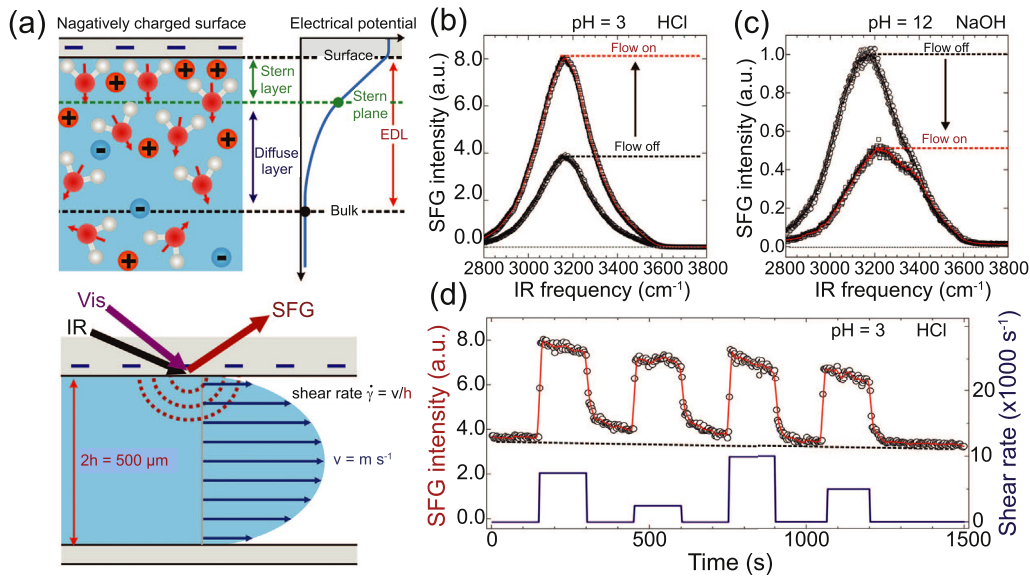 (a)
Nagatively charged surface
Electrical potential
Surface
Stern
layer
Stern
plane
EDL
Diffuse
layer
Bulk
Vis
IR
SFG
shear rate γ̇ = v/h
2h = 500 µm
v = m s⁻¹
(b)
pH = 3 HCl
Flow on
Flow off
SFG intensity (a.u.)
8.0
6.0
4.0
2.0
0.0
2800 3000 3200 3400 3600 3800
IR frequency (cm⁻¹)
(c)
pH = 12 NaOH
Flow off
Flow on
SFG intensity (a.u.)
1.0
0.8
0.6
0.4
0.2
0.0
2800 3000 3200 3400 3600 3800
IR frequency (cm⁻¹)
(d)
pH = 3 HCl
SFG intensity (a.u.)
8.0
6.0
4.0
2.0
0.0
Shear rate (x1000 s⁻¹)
20
10
0
0 500 1000 1500
Time (s)